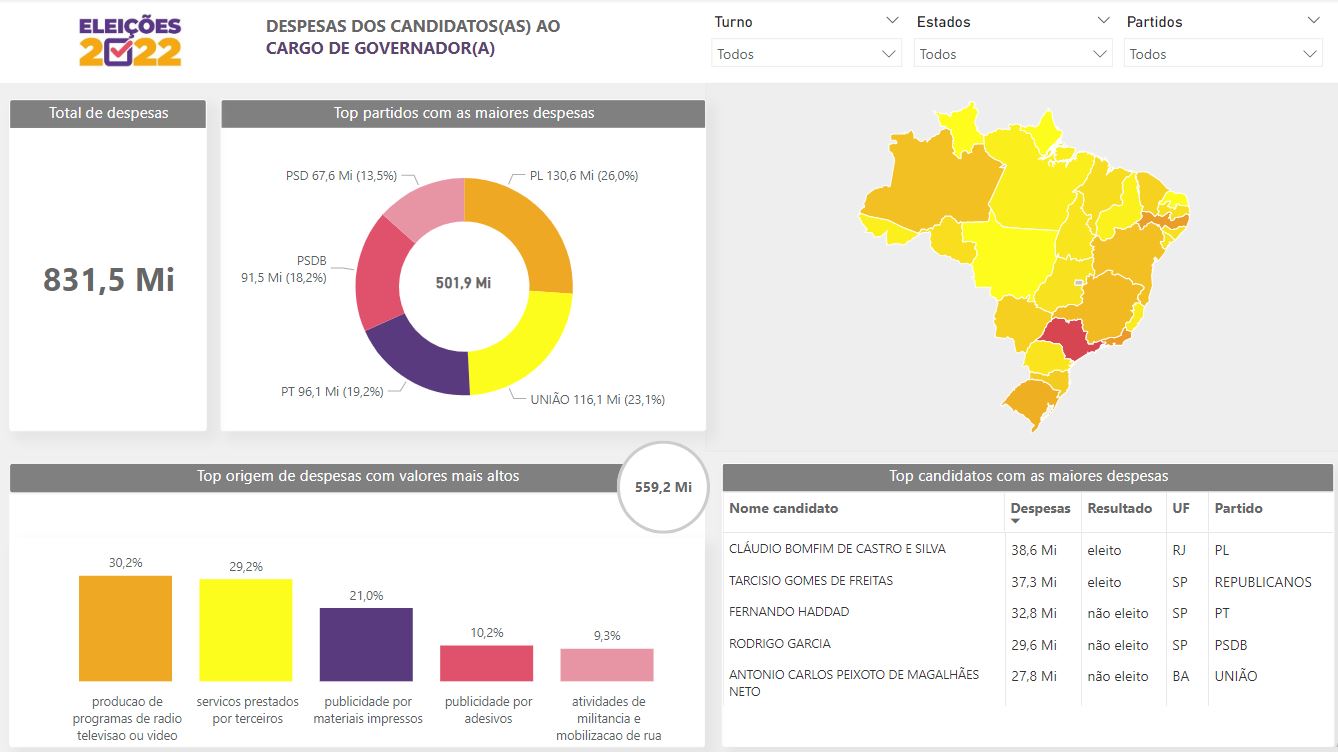 ELEIÇÕES
2022
DESPESAS DOS CANDIDATOS(AS) AO
CARGO DE GOVERNADOR(A)
Turno
Todos
Estados
Todos
Partidos
Todos
Total de despesas
831,5 Mi
Top partidos com as maiores despesas
PSD 67,6 Mi (13,5%)
PL 130,6 Mi (26,0%)
PSDB
91,5 Mi (18,2%)
501,9 Mi
PT 96,1 Mi (19,2%)
UNIÃO 116,1 Mi (23,1%)
Top origem de despesas com valores mais altos
559,2 Mi
30,2%
29,2%
21,0%
10,2%
9,3%
producao de
programas de radio
televisao ou video
servicos prestados
por terceiros
publicidade por
materiais impressos
publicidade por
adesivos
atividades de
militancia e
mobilizacao de rua
Top candidatos com as maiores despesas
Nome candidato Despesas Resultado UF Partido
CLÁUDIO BOMFIM DE CASTRO E SILVA 38,6 Mi eleito RJ PL
TARCISIO GOMES DE FREITAS 37,3 Mi eleito SP REPUBLICANOS
FERNANDO HADDAD 32,8 Mi não eleito SP PT
RODRIGO GARCIA 29,6 Mi não eleito SP PSDB
ANTONIO CARLOS PEIXOTO DE MAGALHÃES 27,8 Mi não eleito BA UNIÃO
NETO